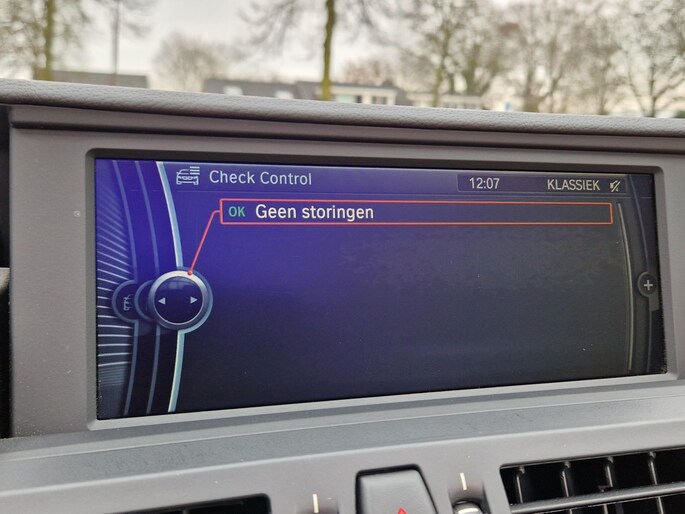 Check Control
12:07 KLASSIEK
OK Geen storingen